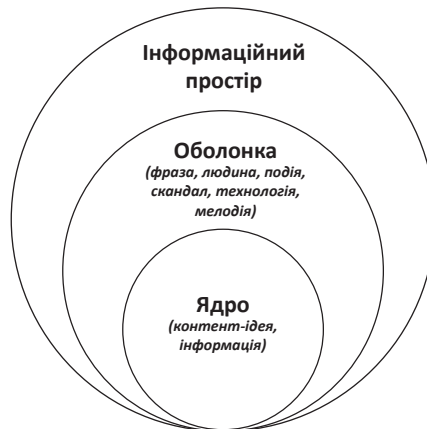 Інформаційний
простір
Оболонка
(фраза, людина, подія,
скандал, технологія,
мелодія)
Ядро
(контент-ідея,
інформація)